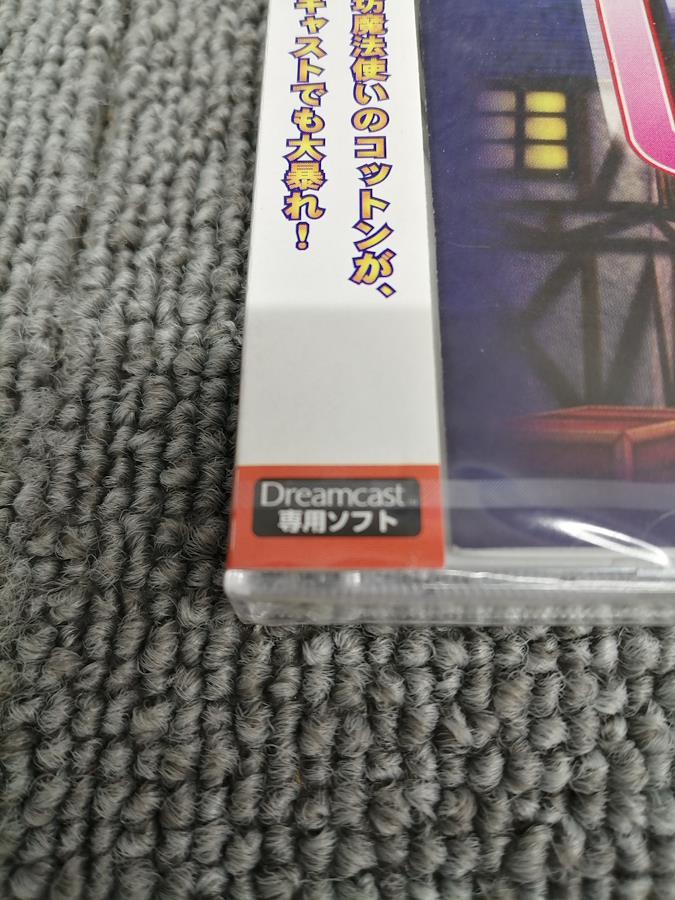 坊魔法使いのコットンが、
キャストでも大暴れ！
Dreamcast™
専用ソフト